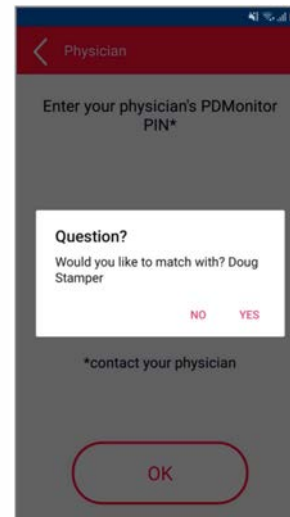 Physician
Enter your physician's PDMonitor
PIN*
Question?
Would you like to match with? Doug
Stamper
NO YES
*contact your physician
OK